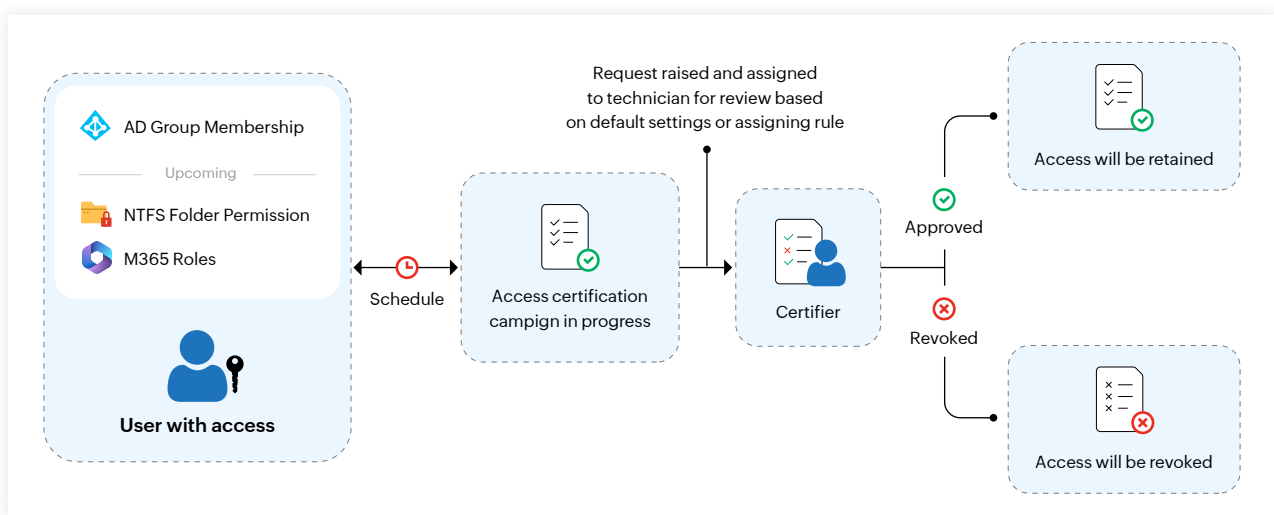 AD Group Membership
Upcoming
NTFS Folder Permission
M365 Roles
User with access
Schedule
Access certification
campign in progress
Request raised and assigned
to technician for review based
on default settings or assigning rule
Certifier
Approved
Revoked
Access will be retained
Access will be revoked